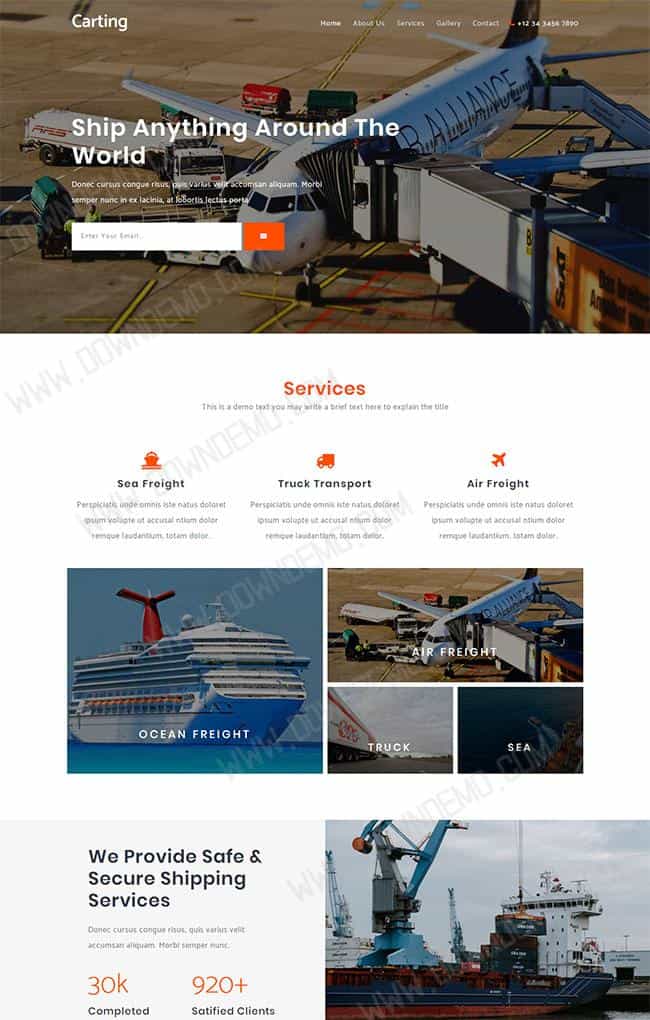 Carting
Home About Us Services Gallery Contact +12 34 3456 7890
Ship Anything Around The
World
Donec cursus congue risus, quis varius velit accumsan aliquam. Morbi
semper nunc in ex lacinia, at lobortis lectus porta
Enter Your Email...
Services
This is a demo text you may write a brief text here to explain the title
Sea Freight
Perspiciatis unde omnis iste natus doloret
ipsum volupte ut accusal ntium dolor
remque laudantium, totam dolor.
Truck Transport
Perspiciatis unde omnis iste natus doloret
ipsum volupte ut accusal ntium dolor
remque laudantium, totam dolor.
Air Freight
Perspiciatis unde omnis iste natus doloret
ipsum volupte ut accusal ntium dolor
remque laudantium, totam dolor.
OCEAN FREIGHT
AIR FREIGHT
TRUCK
SEA
We Provide Safe &
Secure Shipping
Services
Donec cursus congue risus, quis varius velit
accumsan aliquam. Morbi semper nunc.
30k 920+
Completed Satified Clients
WWW.DOWNDEMO.COM